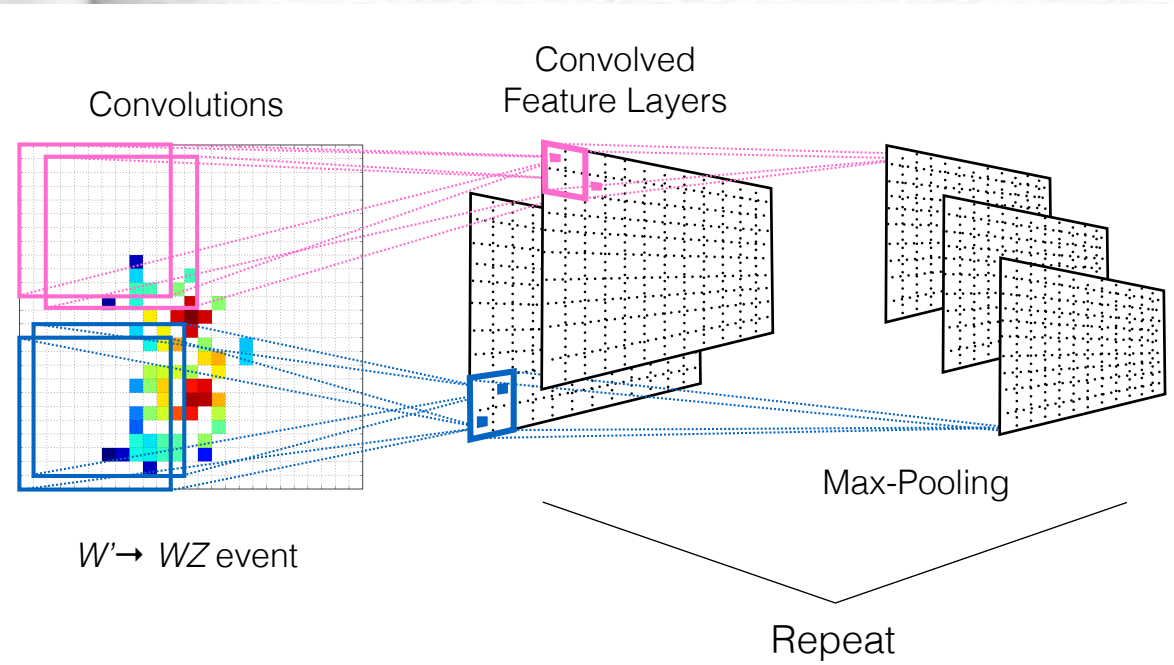 Convolutions
Convolved
Feature Layers
W'→ WZ event
Max-Pooling
Repeat